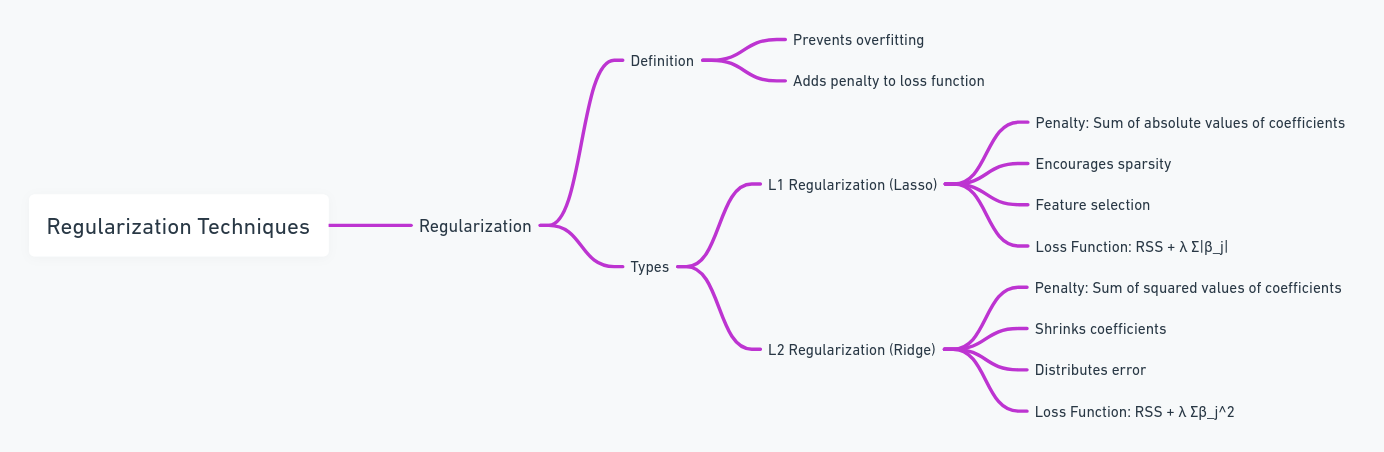 Regularization Techniques
Regularization
Definition
Prevents overfitting
Adds penalty to loss function
Types
L1 Regularization (Lasso)
Penalty: Sum of absolute values of coefficients
Encourages sparsity
Feature selection
Loss Function: RSS + λ Σ|β_j|
L2 Regularization (Ridge)
Penalty: Sum of squared values of coefficients
Shrinks coefficients
Distributes error
Loss Function: RSS + λ Σβ_j^2